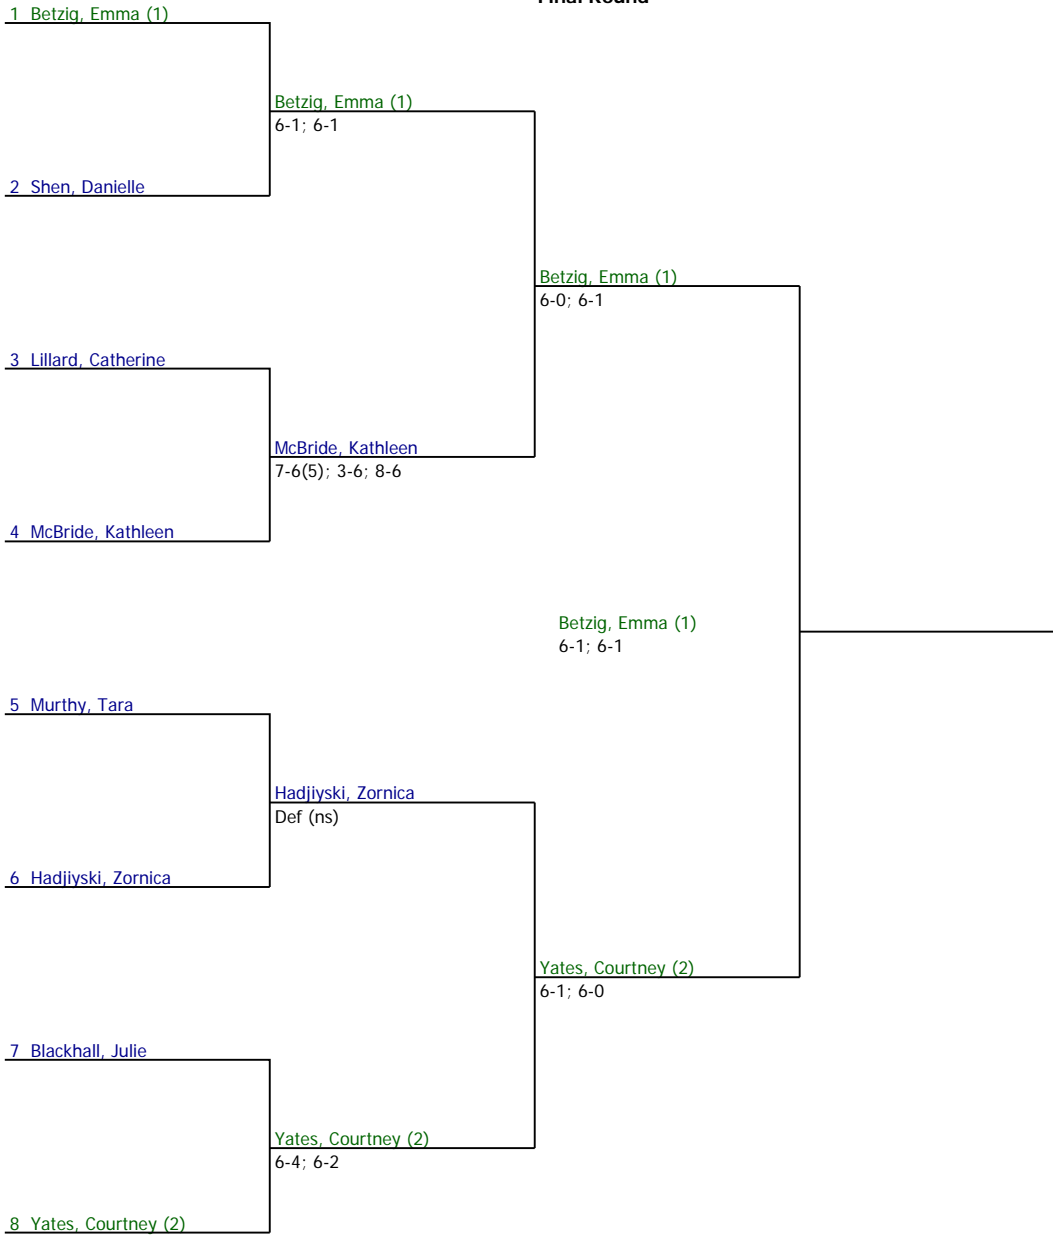 Final Round
1 Betzig, Emma (1)
Betzig, Emma (1)
6-1; 6-1
2 Shen, Danielle
Betzig, Emma (1)
6-0; 6-1
3 Lillard, Catherine
McBride, Kathleen
7-6(5); 3-6; 8-6
4 McBride, Kathleen
Betzig, Emma (1)
6-1; 6-1
5 Murthy, Tara
Hadjiyski, Zornica
Def (ns)
6 Hadjiyski, Zornica
Yates, Courtney (2)
6-1; 6-0
7 Blackhall, Julie
Yates, Courtney (2)
6-4; 6-2
8 Yates, Courtney (2)